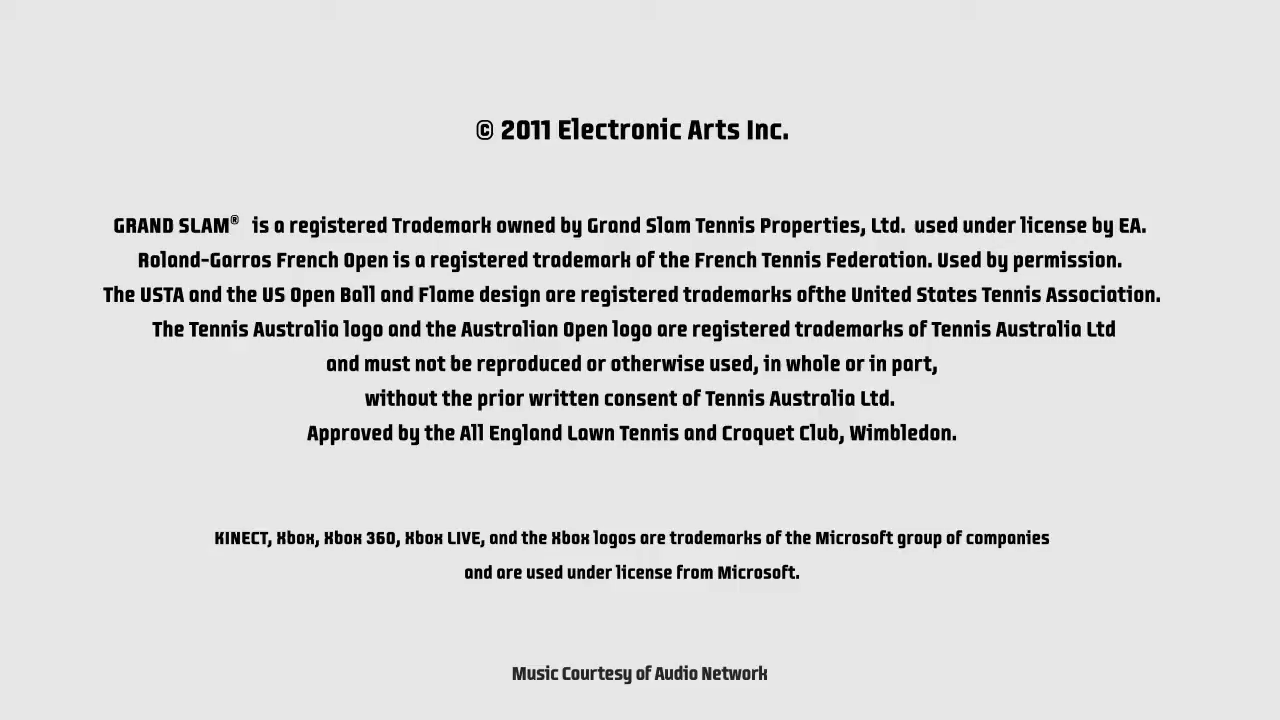 © 2011 Electronic Arts Inc.
GRAND SLAM® is a registered Trademark owned by Grand Slam Tennis Properties, Ltd. used under license by EA.
Roland-Garros French Open is a registered trademark of the French Tennis Federation. Used by permission.
The USTA and the US Open Ball and Flame design are registered trademarks ofthe United States Tennis Association.
The Tennis Australia logo and the Australian Open logo are registered trademarks of Tennis Australia Ltd
and must not be reproduced or otherwise used, in whole or in part,
without the prior written consent of Tennis Australia Ltd.
Approved by the All England Lawn Tennis and Croquet Club, Wimbledon.
KINECT, Xbox, Xbox 360, Xbox LIVE, and the Xbox logos are trademarks of the Microsoft group of companies
and are used under license from Microsoft.
Music Courtesy of Audio Network